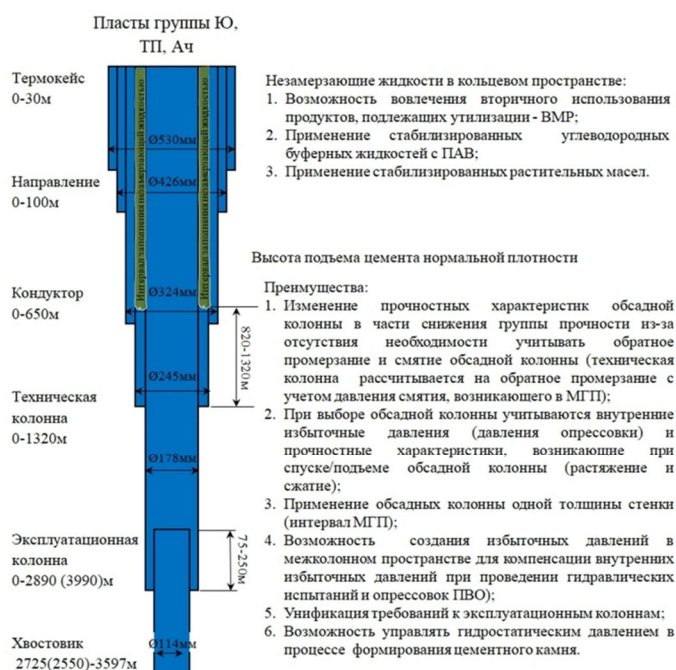 Пласты группы Ю,
ТП, Ач
Термокейс
0-30м
Направление
0-100м
Кондуктор
0-650м
Техническая
колонна
0-1320м
Эксплуатационная
колонна
0-2890 (3990)м
Хвостовик
2725(2550)-3597м
Интервал заполнения незамерзающей жидкостью
Интервал заполнения незамерзающей жидкостью
Ø530мм
Ø426мм
Ø324мм
Ø245мм
Ø178мм
Ø114мм
820-1320м
75-250м
Незамерзающие жидкости в кольцевом пространстве:
1. Возможность вовлечения вторичного использования
продуктов, подлежащих утилизации - ВМР;
2. Применение стабилизированных углеводородных
буферных жидкостей с ПАВ;
3. Применение стабилизированных растительных масел.
Высота подъема цемента нормальной плотности
Преимущества:
1. Изменение прочностных характеристик обсадной
колонны в части снижения группы прочности из-за
отсутствия необходимости учитывать обратное
промерзание и смятие обсадной колонны (техническая
колонна рассчитывается на обратное промерзание с
учетом давления смятия, возникающего в МГП);
2. При выборе обсадной колонны учитываются внутренние
избыточные давления (давления опрессовки) и
прочностные характеристики, возникающие при
спуске/подъеме обсадной колонны (растяжение и
сжатие);
3. Применение обсадных колонны одной толщины стенки
(интервал МГП);
4. Возможность создания избыточных давлений в
межколонном пространстве для компенсации внутренних
избыточных давлений при проведении гидравлических
испытаний и опрессовок ПВО);
5. Унификация требований к эксплуатационным колоннам;
6. Возможность управлять гидростатическим давлением в
процессе формирования цементного камня.